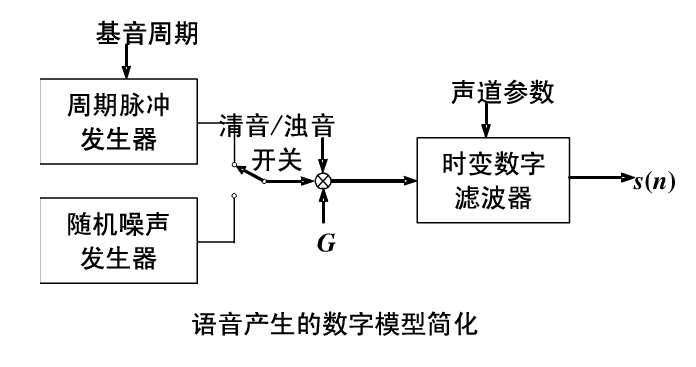 基音周期
周期脉冲
发生器
清音/浊音
开关
声道参数
时变数字
滤波器
s(n)
随机噪声
发生器
G
语音产生的数字模型简化